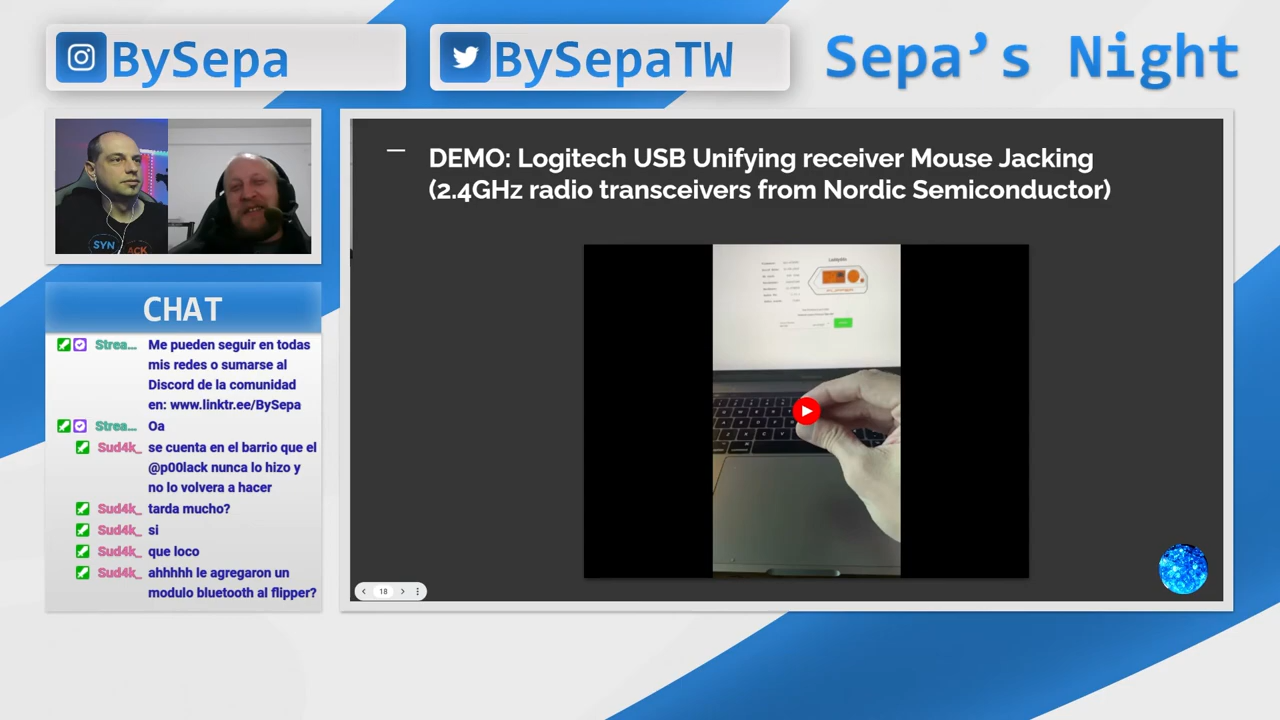 BySepa
BySepaTW
Sepa's Night
DEMO: Logitech USB Unifying receiver Mouse Jacking
(2.4GHz radio transceivers from Nordic Semiconductor)
SYN
ACK
CHAT
Strea... Me pueden seguir en todas
mis redes o sumarse al
Discord de la comunidad
en: www.linktr.ee/BySepa
Strea... Oa
Sud4k_ se cuenta en el barrio que el
@p00lack nunca lo hizo y
no lo volvera a hacer
Sud4k_ tarda mucho?
Sud4k_ si
Sud4k_ que loco
Sud4k_ ahhhhh le agregaron un
modulo bluetooth al flipper?
18